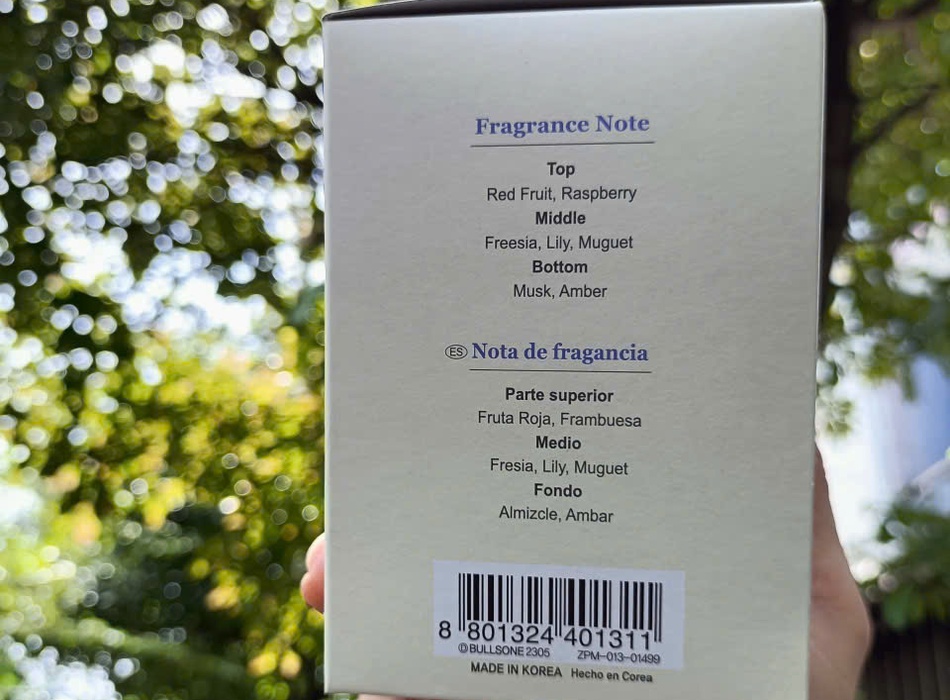 Fragrance Note
Top
Red Fruit, Raspberry
Middle
Freesia, Lily, Muguet
Bottom
Musk, Amber
ES Nota de fragancia
Parte superior
Fruta Roja, Frambuesa
Medio
Fresia, Lily, Muguet
Fondo
Almizcle, Ambar
8 801324 401311
©BULLSONE 2305 ZPM-013-01499
MADE IN KOREA Hecho en Corea